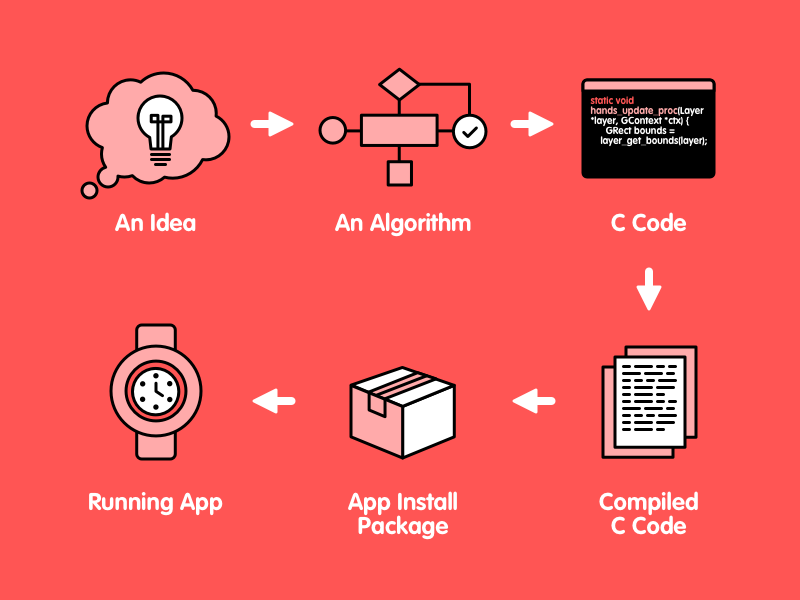 static void
hands_update_proc(Layer
*layer, GContext *ctx) {
GRect bounds =
layer_get_bounds(layer);
An Idea
An Algorithm
C Code
Running App
App Install
Package
Compiled
C Code